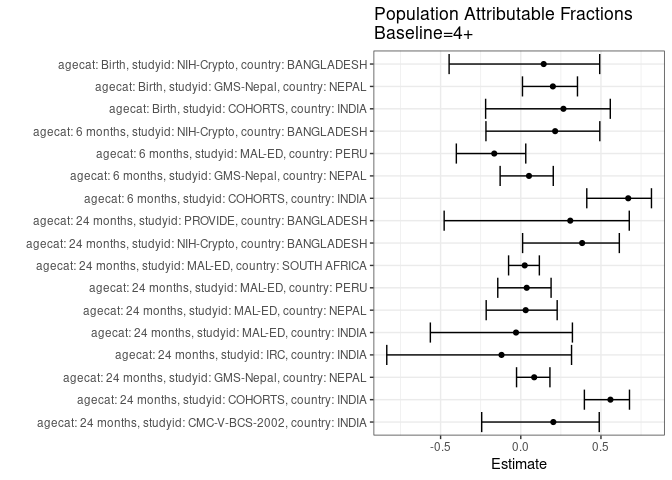 Population Attributable Fractions
Baseline=4+
agecat: Birth, studyid: NIH-Crypto, country: BANGLADESH
agecat: Birth, studyid: GMS-Nepal, country: NEPAL
agecat: Birth, studyid: COHORTS, country: INDIA
agecat: 6 months, studyid: NIH-Crypto, country: BANGLADESH
agecat: 6 months, studyid: MAL-ED, country: PERU
agecat: 6 months, studyid: GMS-Nepal, country: NEPAL
agecat: 6 months, studyid: COHORTS, country: INDIA
agecat: 24 months, studyid: PROVIDE, country: BANGLADESH
agecat: 24 months, studyid: NIH-Crypto, country: BANGLADESH
agecat: 24 months, studyid: MAL-ED, country: SOUTH AFRICA
agecat: 24 months, studyid: MAL-ED, country: PERU
agecat: 24 months, studyid: MAL-ED, country: NEPAL
agecat: 24 months, studyid: MAL-ED, country: INDIA
agecat: 24 months, studyid: IRC, country: INDIA
agecat: 24 months, studyid: GMS-Nepal, country: NEPAL
agecat: 24 months, studyid: COHORTS, country: INDIA
agecat: 24 months, studyid: CMC-V-BCS-2002, country: INDIA
-0.5 0.0 0.5
Estimate